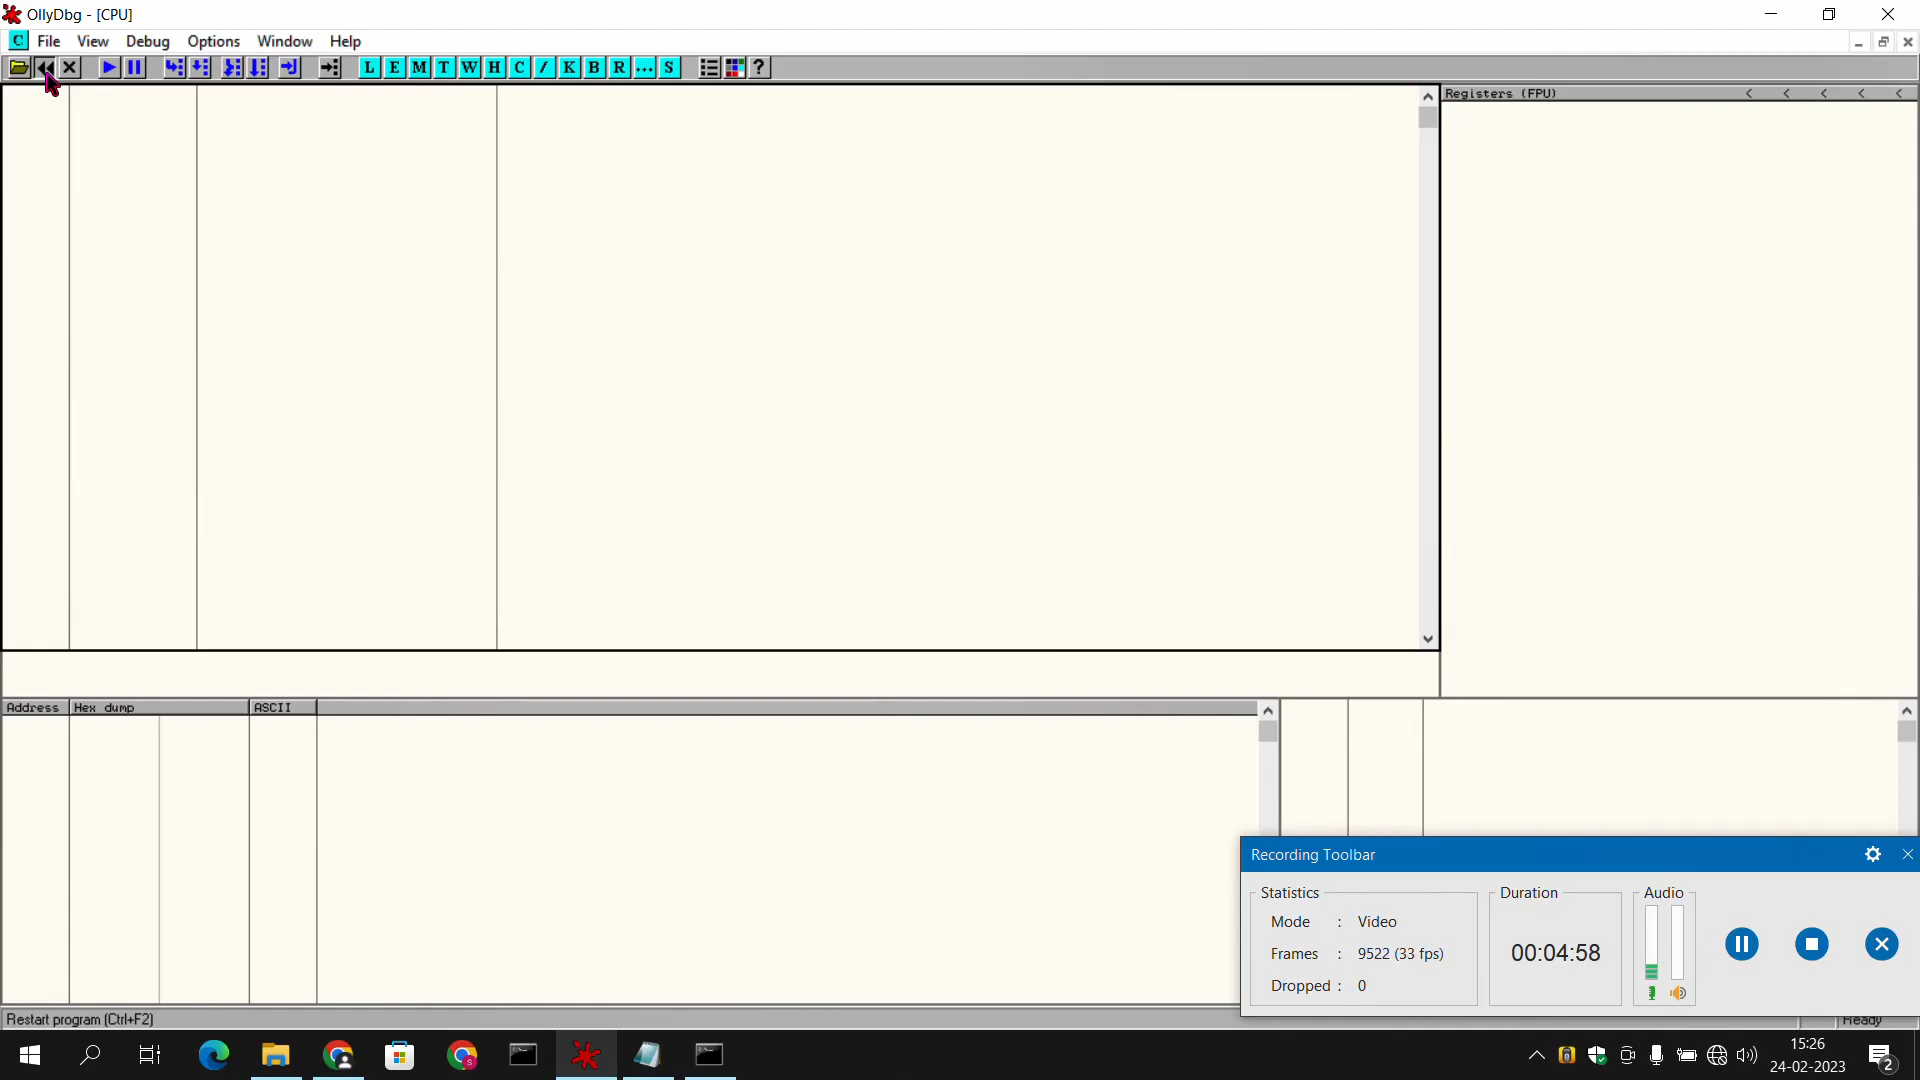 OllyDbg - [CPU]
C File View Debug Options Window Help
L E M T W H C / K B R ... S ?
Registers (FPU) < < < < <
Address Hex dump ASCII
Recording Toolbar
Statistics Duration Audio
Mode : Video
Frames : 9522 (33 fps)
00:04:58
Dropped : 0
Restart program (Ctrl+F2) Ready
15:26
24-02-2023
2